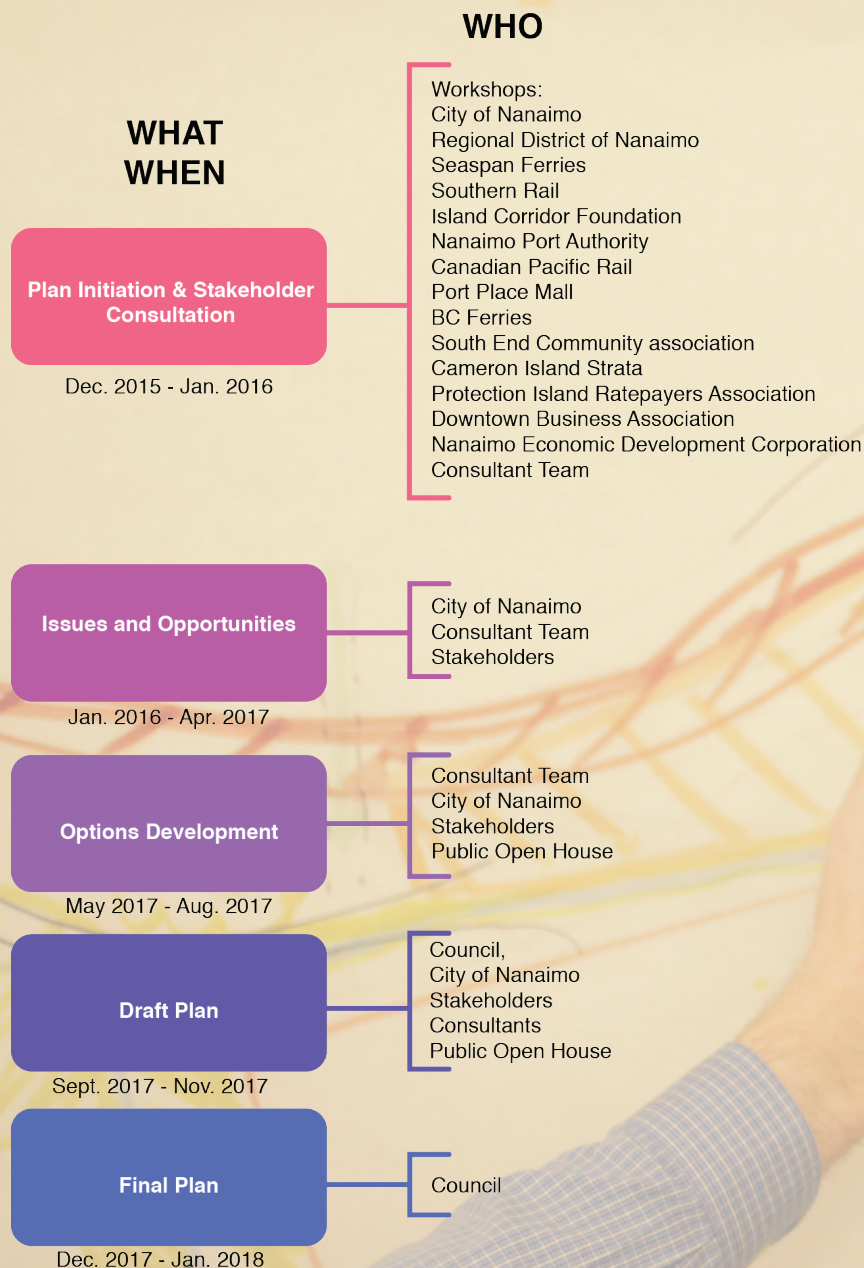 WHO
WHAT
WHEN
Plan Initiation & Stakeholder
Consultation
Dec. 2015 - Jan. 2016
Workshops:
City of Nanaimo
Regional District of Nanaimo
Seaspan Ferries
Southern Rail
Island Corridor Foundation
Nanaimo Port Authority
Canadian Pacific Rail
Port Place Mall
BC Ferries
South End Community association
Cameron Island Strata
Protection Island Ratepayers Association
Downtown Business Association
Nanaimo Economic Development Corporation
Consultant Team
Issues and Opportunities
Jan. 2016 - Apr. 2017
City of Nanaimo
Consultant Team
Stakeholders
Options Development
May 2017 - Aug. 2017
Consultant Team
City of Nanaimo
Stakeholders
Public Open House
Draft Plan
Sept. 2017 - Nov. 2017
Council,
City of Nanaimo
Stakeholders
Consultants
Public Open House
Final Plan
Dec. 2017 - Jan. 2018
Council